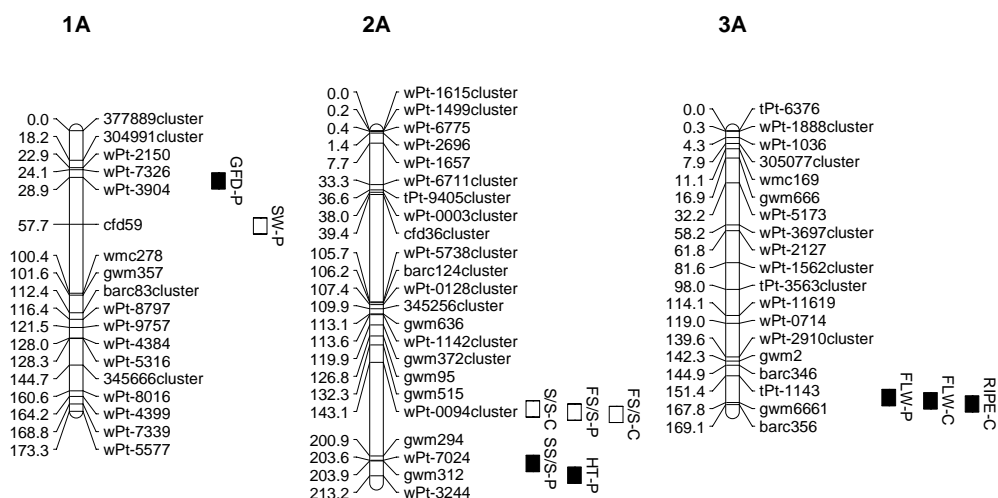 1A
0.0 377889cluster
18.2 304991cluster
22.9 wPt-2150
24.1 wPt-7326
28.9 wPt-3904
57.7 cfd59
100.4 wmc278
101.6 gwm357
112.4 barc83cluster
116.4 wPt-8797
121.5 wPt-9757
128.0 wPt-4384
128.3 wPt-5316
144.7 345666cluster
160.6 wPt-8016
164.2 wPt-4399
168.8 wPt-7339
173.3 wPt-5577
GFD-P
SW-P
2A
0.0 wPt-1615cluster
0.2 wPt-1499cluster
0.4 wPt-6775
1.4 wPt-2696
7.7 wPt-1657
33.3 wPt-6711cluster
36.6 tPt-9405cluster
38.0 wPt-0003cluster
39.4 cfd36cluster
105.7 wPt-5738cluster
106.2 barc124cluster
107.4 wPt-0128cluster
109.9 345256cluster
113.1 gwm636
113.6 wPt-1142cluster
119.9 gwm372cluster
126.8 gwm95
132.3 gwm515
143.1 wPt-0094cluster
200.9 gwm294
203.6 wPt-7024
203.9 gwm312
213.2 wPt-3244
S/S-C
FS/S-P
FS/S-C
SS/S-P
HT-P
3A
0.0 tPt-6376
0.3 wPt-1888cluster
4.3 wPt-1036
7.9 305077cluster
11.1 wmc169
16.9 gwm666
32.2 wPt-5173
58.2 wPt-3697cluster
61.8 wPt-2127
81.6 wPt-1562cluster
98.0 tPt-3563cluster
114.1 wPt-11619
119.0 wPt-0714
139.6 wPt-2910cluster
142.3 gwm2
144.9 barc346
151.4 tPt-1143
167.8 gwm6661
169.1 barc356
FLW-P
FLW-C
RIPE-C